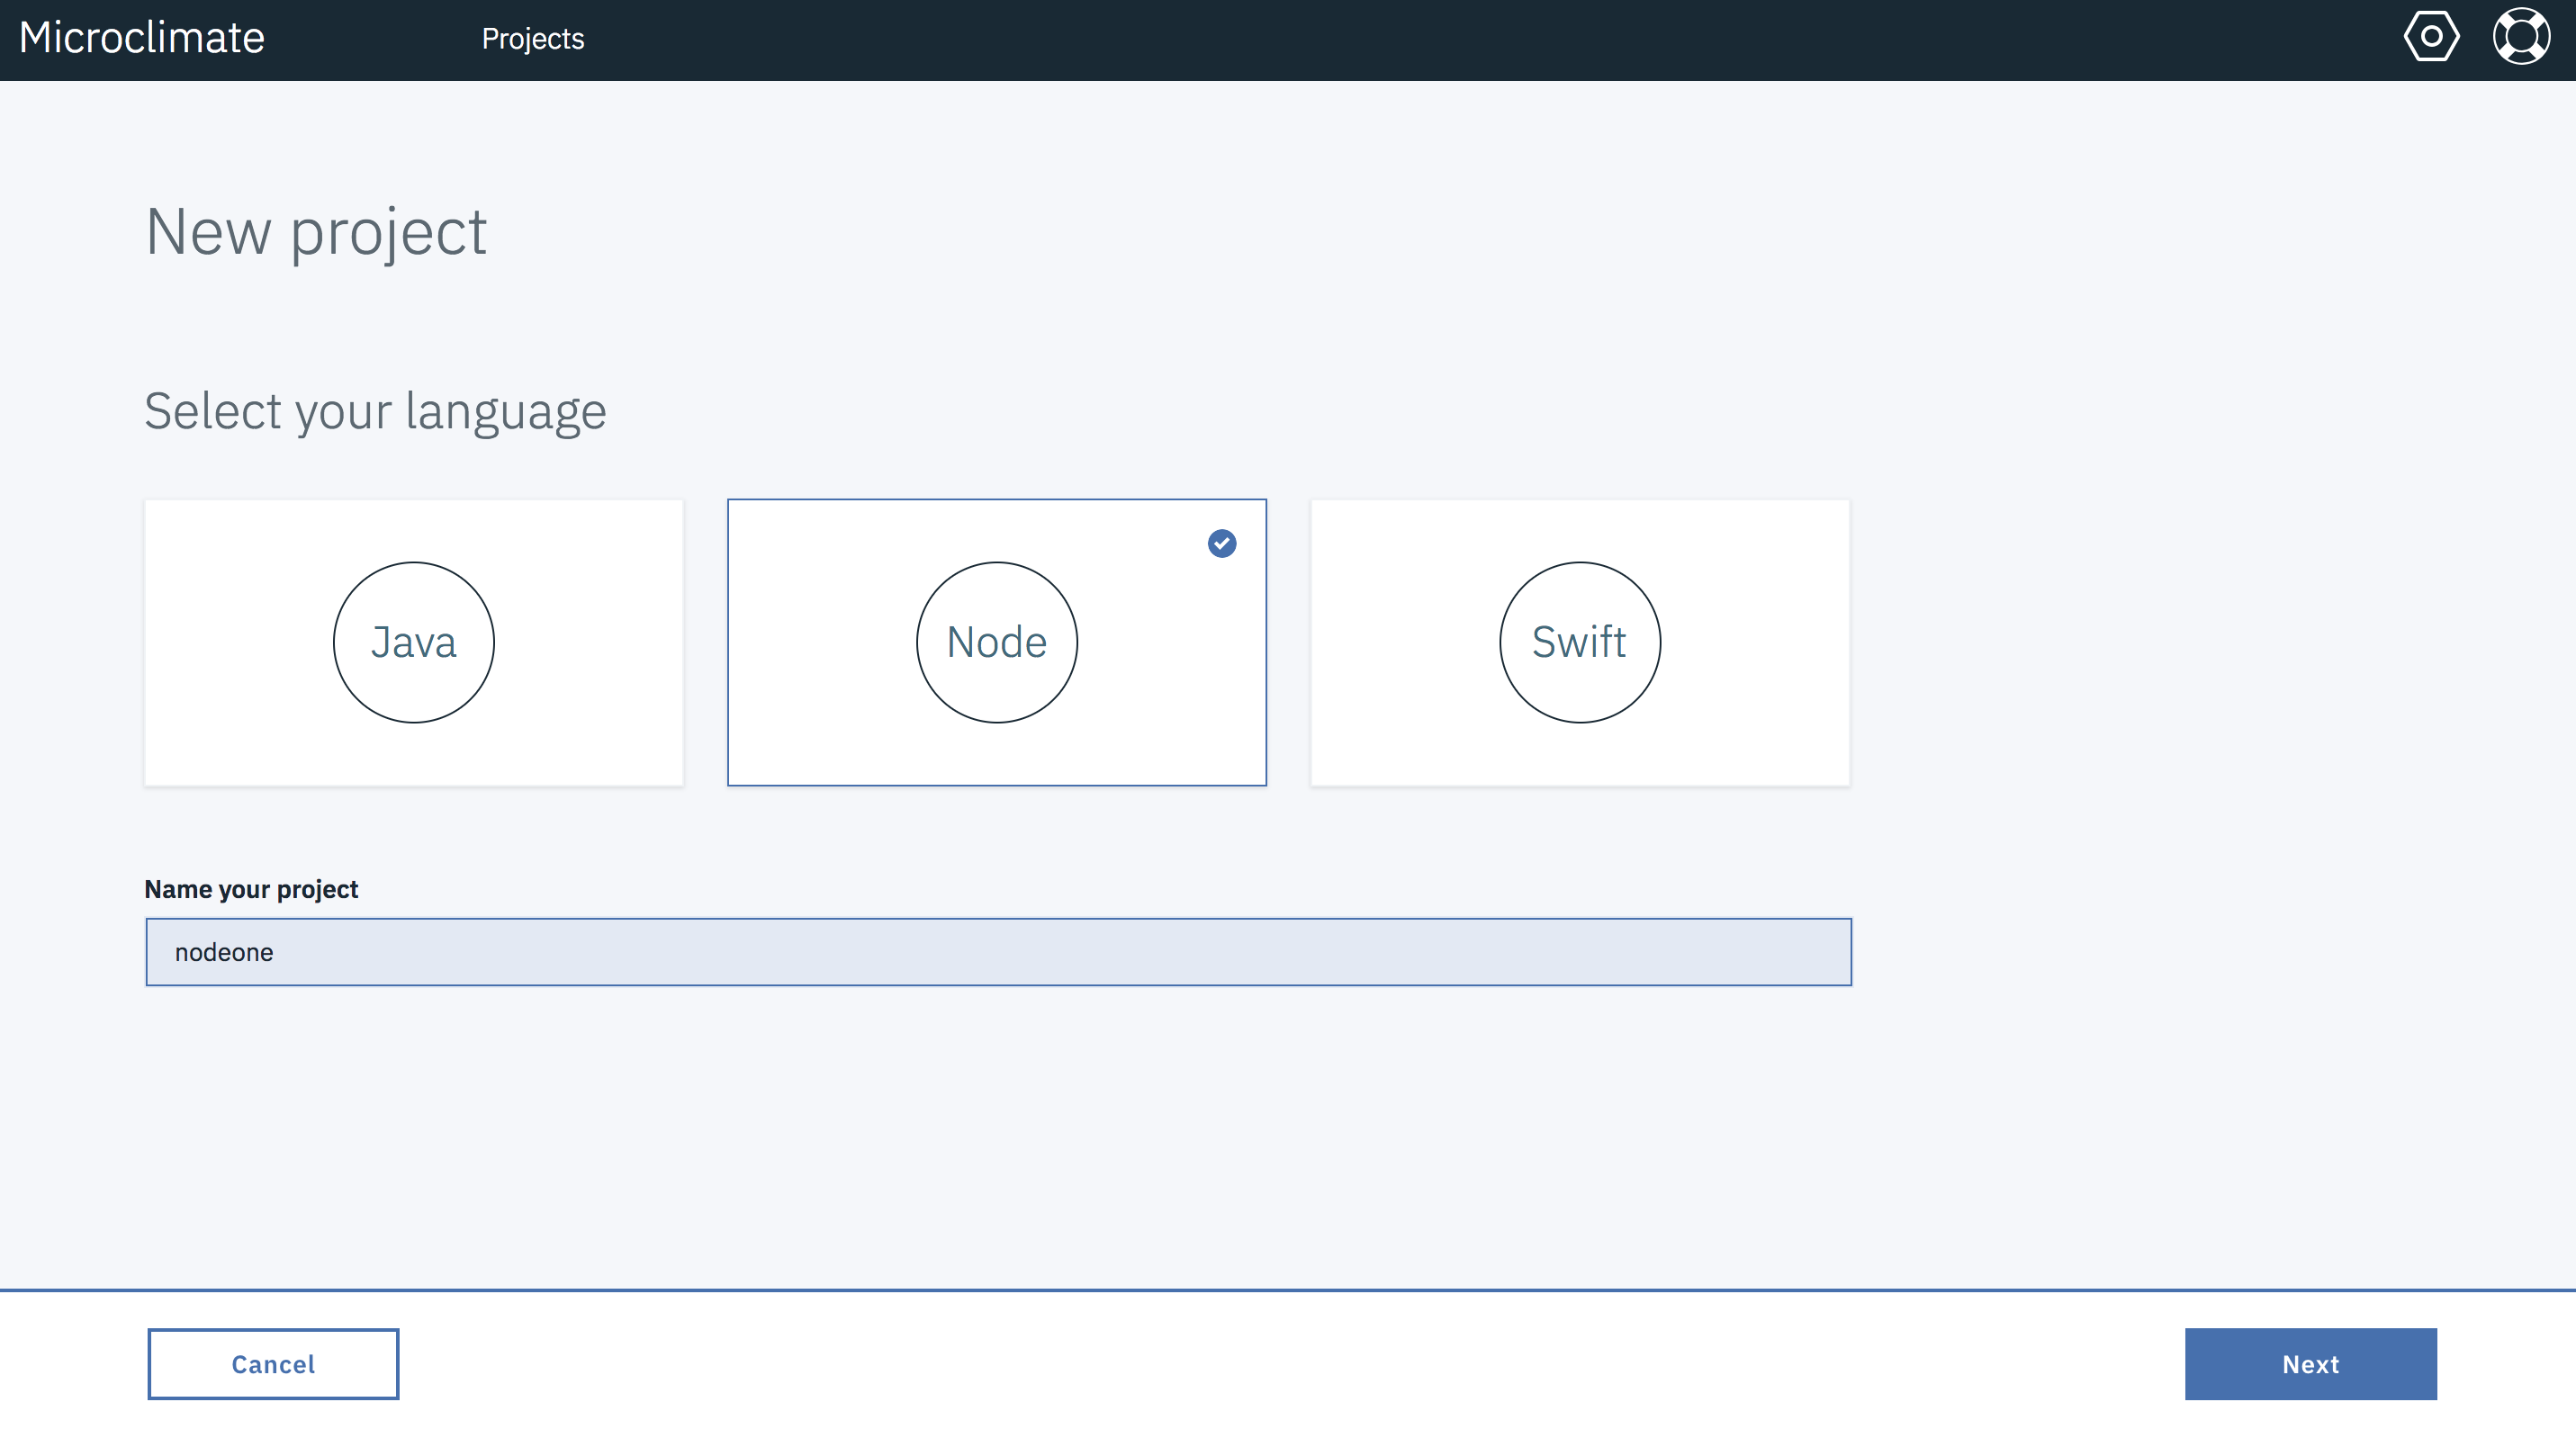 Microclimate Projects
New project
Select your language
Java Node Swift
Name your project
nodeone
Cancel Next